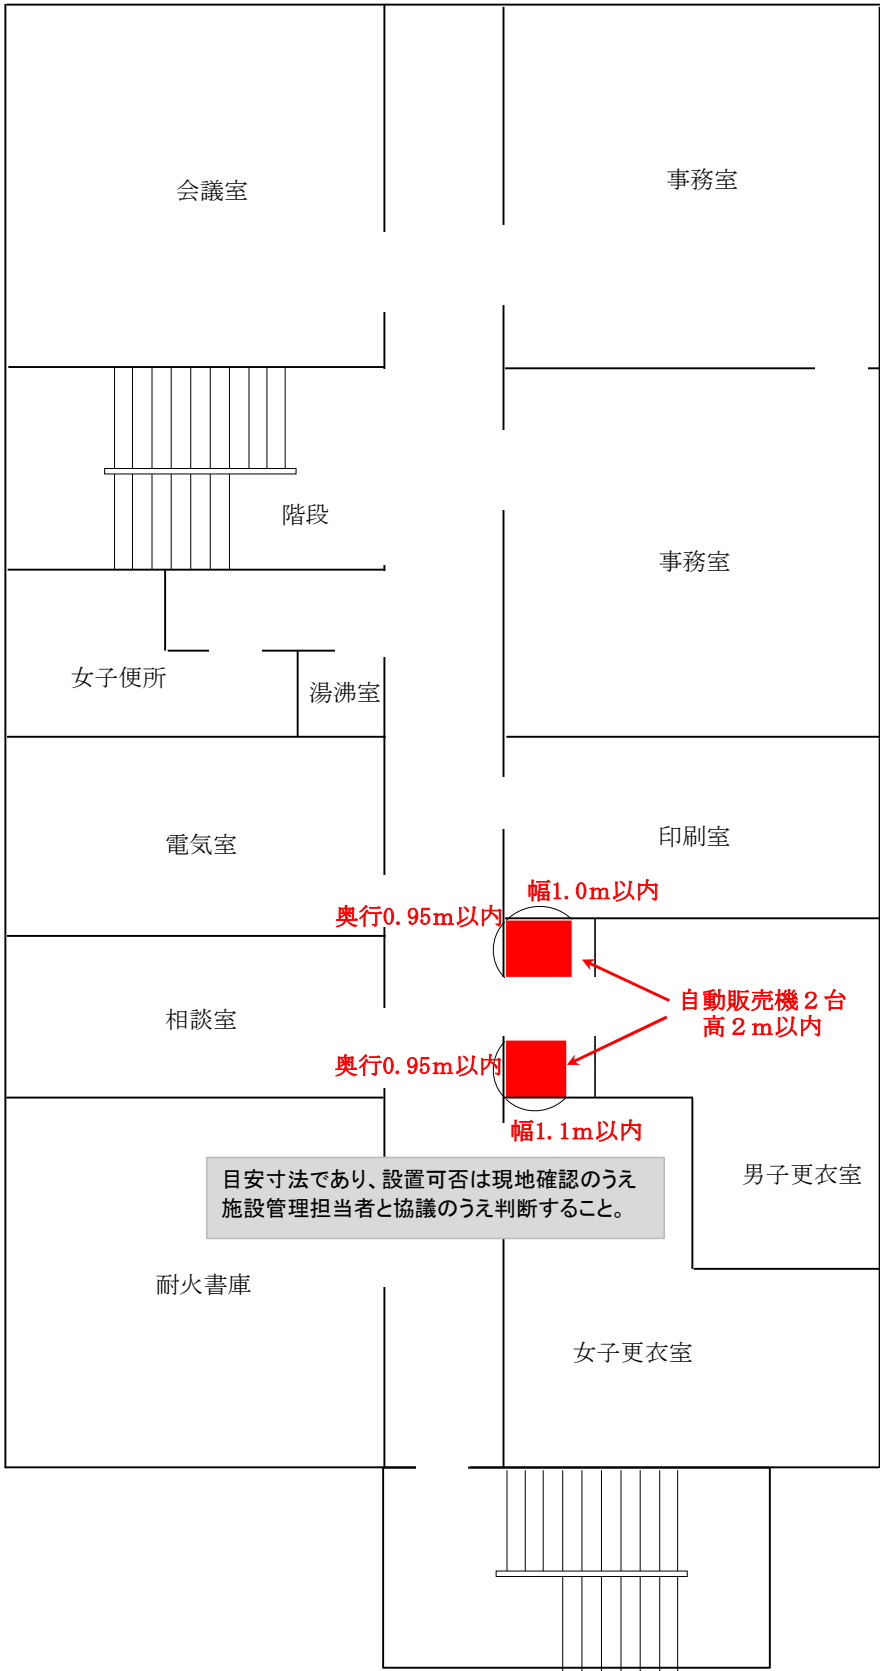 会議室
事務室
階段
事務室
女子便所
湯沸室
電気室
印刷室
幅1.0m以内
奥行0.95m以内
自動販売機２台
高２ｍ以内
相談室
奥行0.95m以内
幅1.1m以内
男子更衣室
目安寸法であり、設置可否は現地確認のうえ
施設管理担当者と協議のうえ判断すること。
耐火書庫
女子更衣室